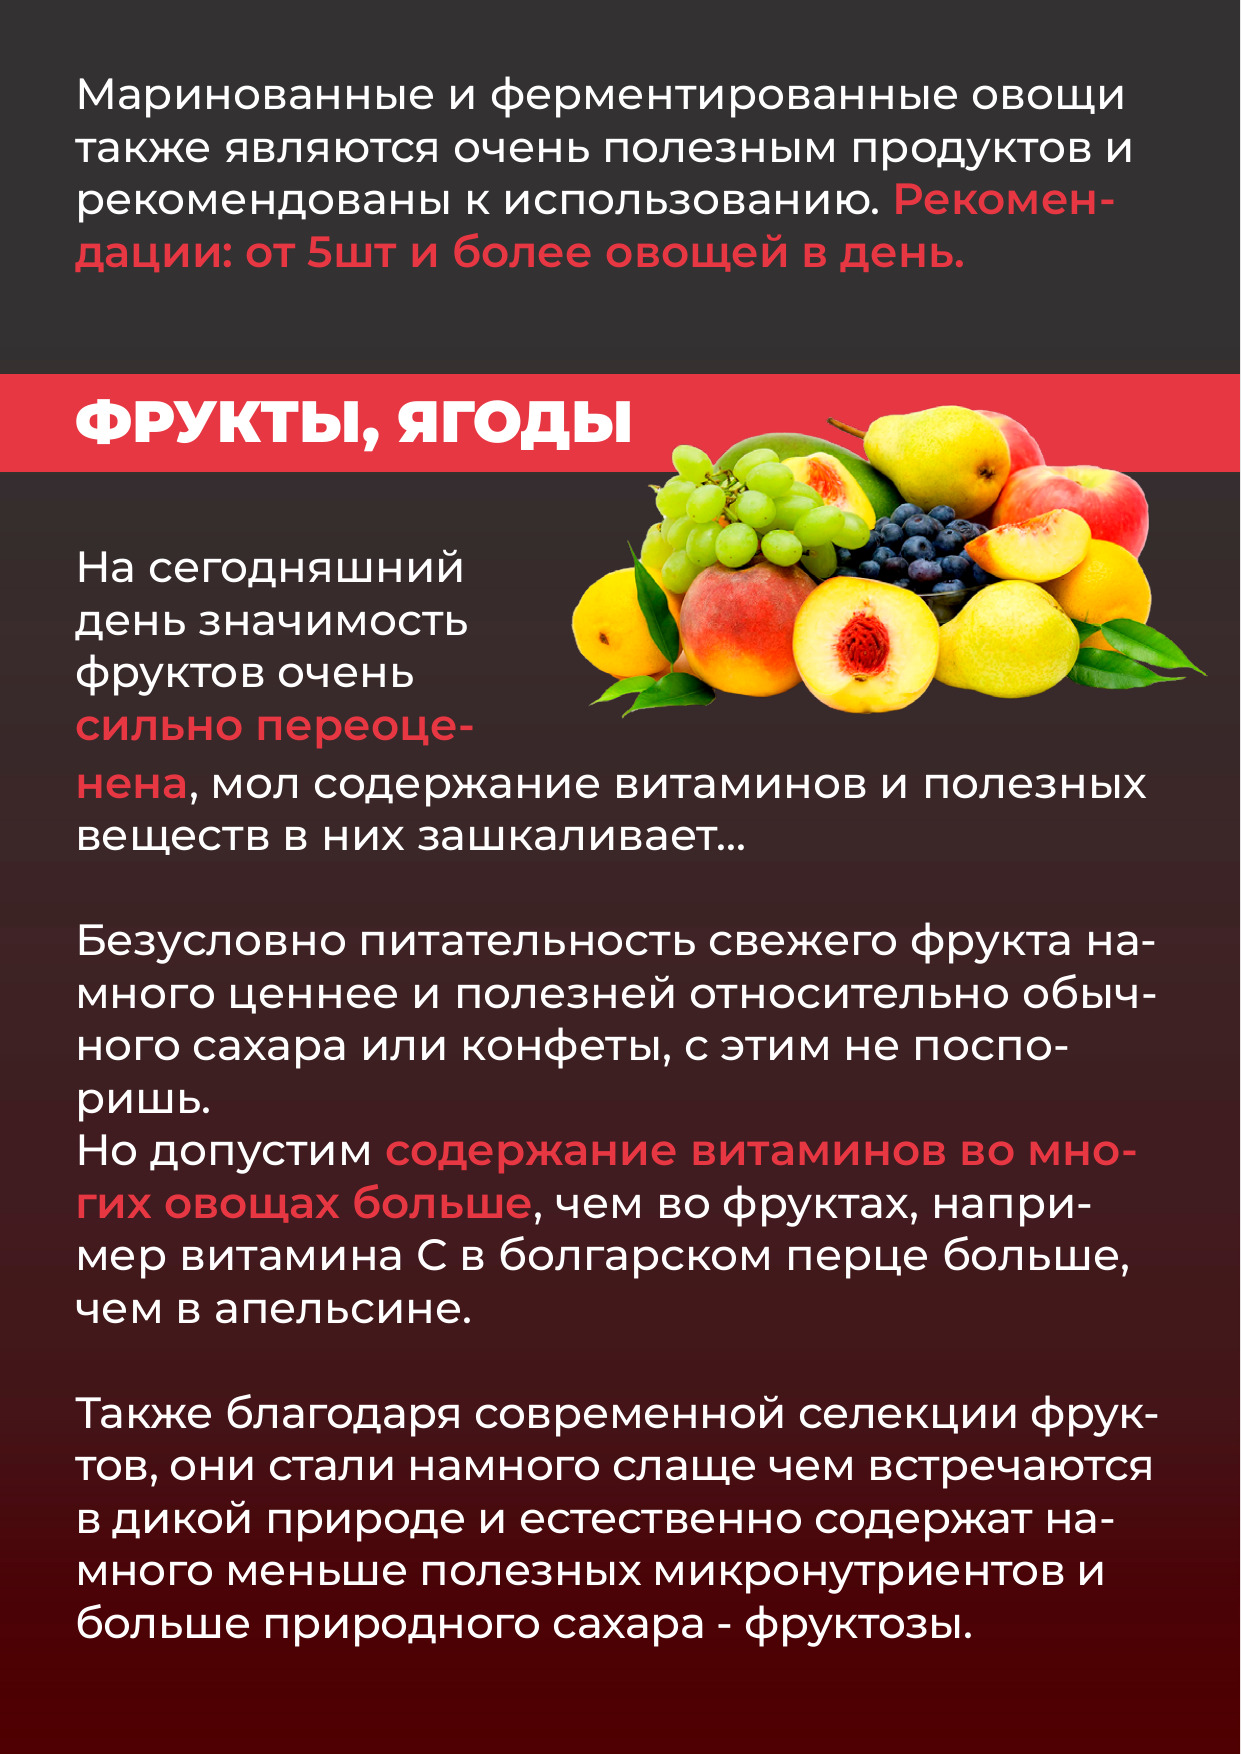 Маринованные и ферментированные овощи
также являются очень полезным продуктов и
рекомендованы к использованию. Рекомен-
дации: от 5шт и более овощей в день.
ФРУКТЫ, ЯГОДЫ
На сегодняшний
день значимость
фруктов очень
сильно переоце-
нена, мол содержание витаминов и полезных
веществ в них зашкаливает...
Безусловно питательность свежего фрукта на-
много ценнее и полезней относительно обыч-
ного сахара или конфеты, с этим не поспо-
ришь.
Но допустим содержание витаминов во мно-
гих овощах больше, чем во фруктах, напри-
мер витамина С в болгарском перце больше,
чем в апельсине.
Также благодаря современной селекции фрук-
тов, они стали намного слаще чем встречаются
в дикой природе и естественно содержат на-
много меньше полезных микронутриентов и
больше природного сахара - фруктозы.